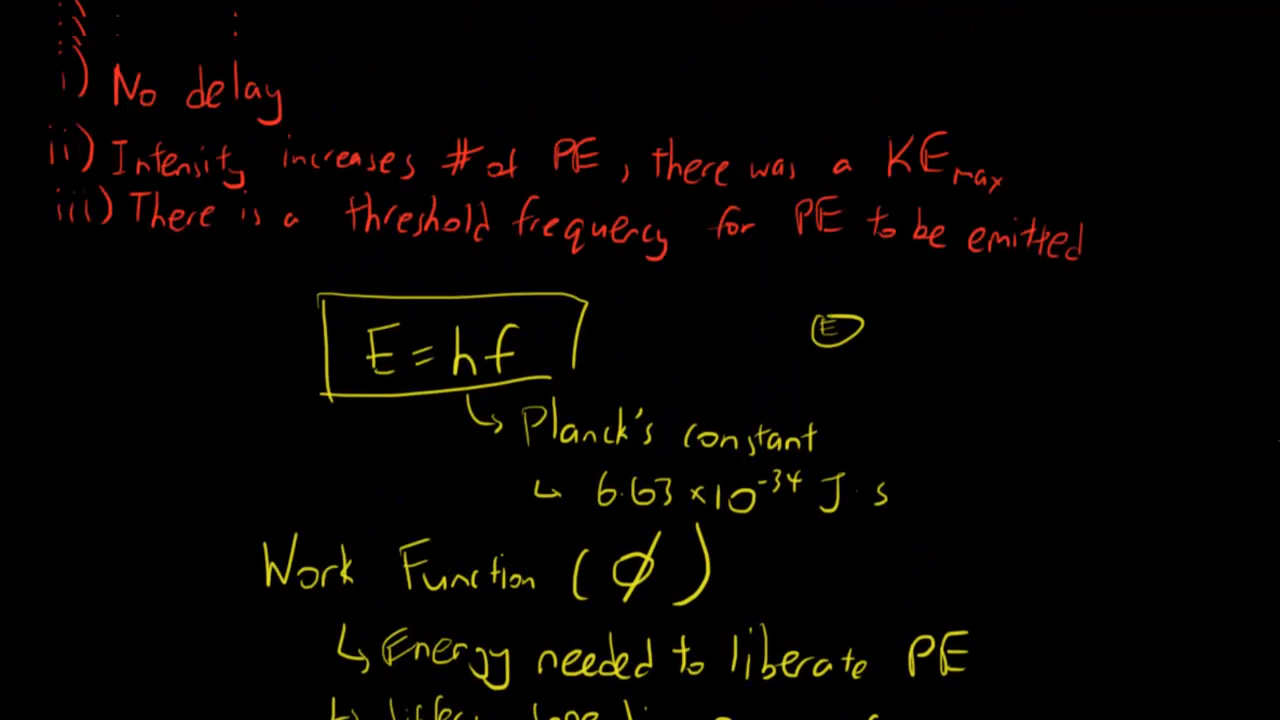 i) No delay
ii) Intensity increases # of PE, there was a KEmax
iii) There is a threshold frequency for PE to be emitted
E = hf
E
↳ Planck's constant
↳ 6.63 × 10^-34 J·s
Work Function (ϕ)
↳ Energy needed to liberate PE